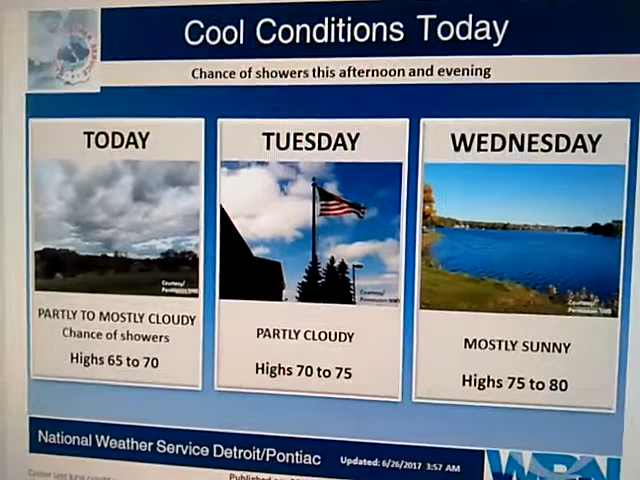 Cool Conditions Today
Chance of showers this afternoon and evening
TODAY
PARTLY TO MOSTLY CLOUDY
Chance of showers
Highs 65 to 70
TUESDAY
PARTLY CLOUDY
Highs 70 to 75
WEDNESDAY
MOSTLY SUNNY
Highs 75 to 80
National Weather Service Detroit/Pontiac
Updated: 6/26/2017 3:57 AM